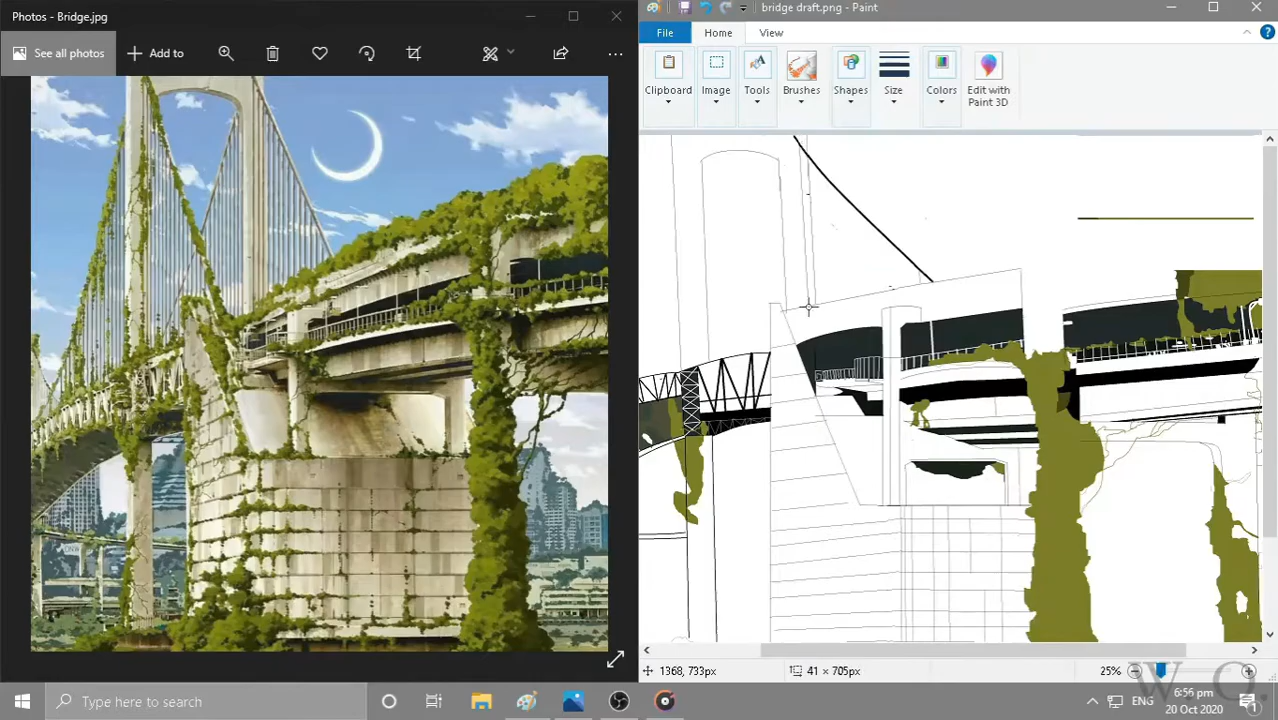 Photos - Bridge.jpg
See all photos
Add to
bridge draft.png - Paint
File
Home
View
Clipboard
Image
Tools
Brushes
Shapes
Size
Colors
Edit with
Paint 3D
1368, 733px
41 × 705px
25%
W.O.
Type here to search
ENG
6:56 pm
20 Oct 2020